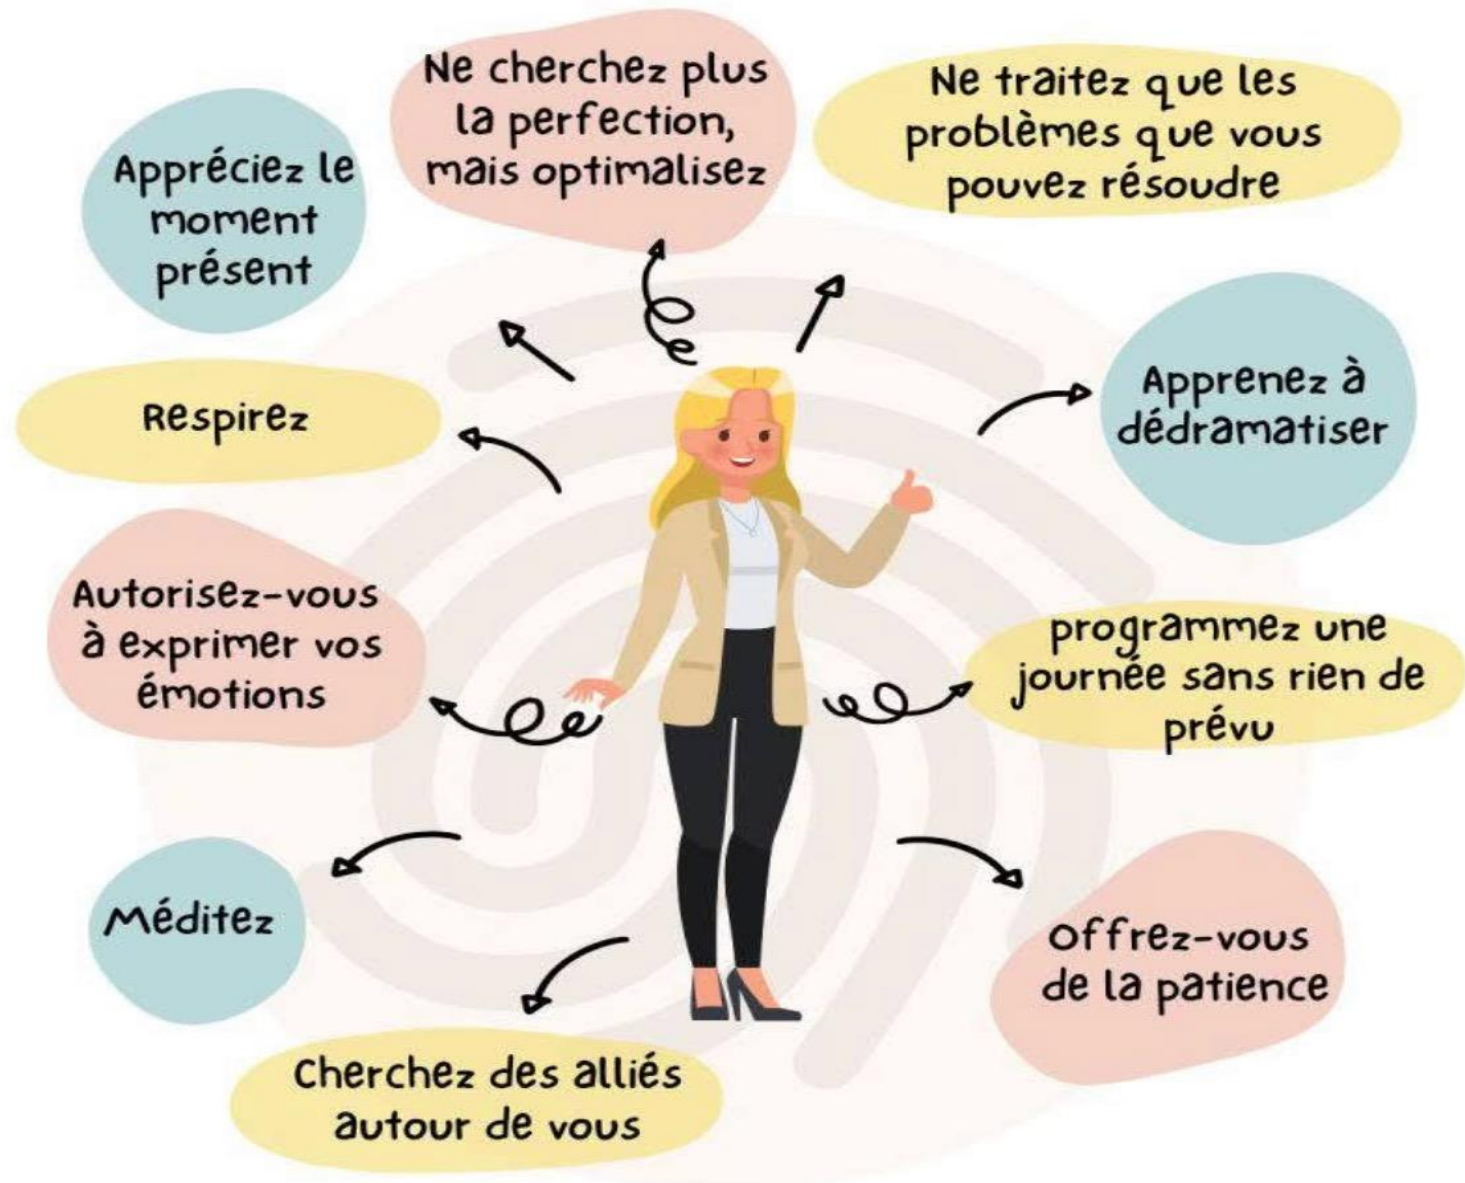 Ne cherchez plus
la perfection,
mais optimalisez
Ne traitez que les
problèmes que vous
pouvez résoudre
Appréciez le
moment
présent
Apprenez à
dédramatiser
Respirez
Autorisez-vous
à exprimer vos
émotions
programmez une
journée sans rien de
prévu
Méditez
Offrez-vous
de la patience
Cherchez des alliés
autour de vous